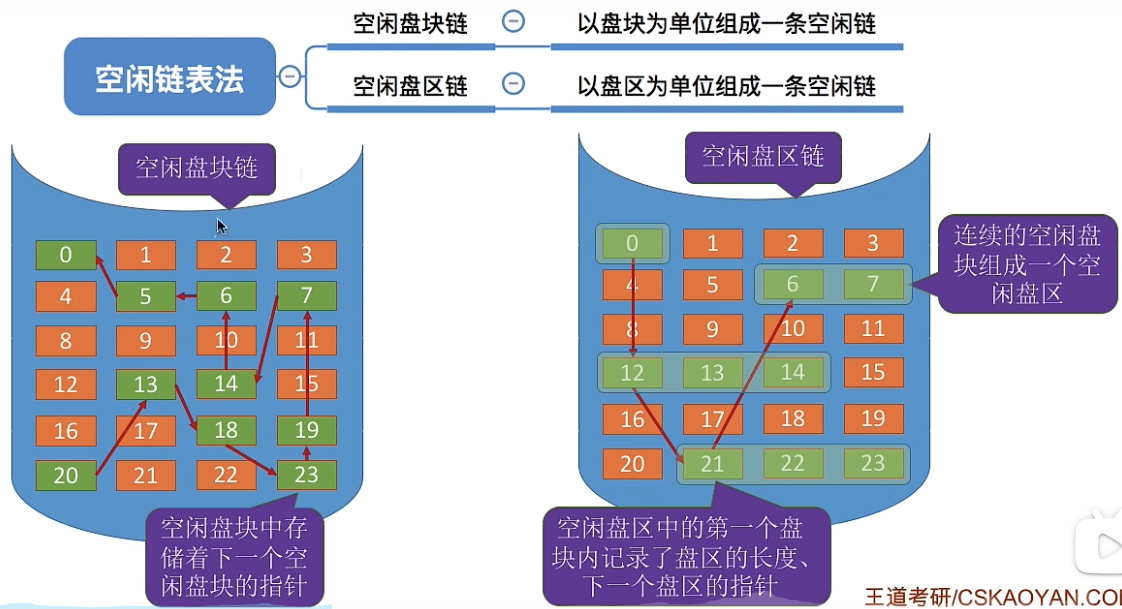 空闲盘块链
以盘块为单位组成一条空闲链
空闲链表法
空闲盘区链
以盘区为单位组成一条空闲链
空闲盘块链
0 1 2 3
4 5 6 7
8 9 10 11
12 13 14 15
16 17 18 19
20 21 22 23
空闲盘块中存
储着下一个空
闲盘块的指针
空闲盘区链
0 1 2 3
4 5 6 7
8 9 10 11
12 13 14 15
16 17 18 19
20 21 22 23
连续的空闲盘
块组成一个空
闲盘区
空闲盘区中的第一个盘
块内记录了盘区的长度、
下一个盘区的指针
王道考研/CSKAOYAN.CO